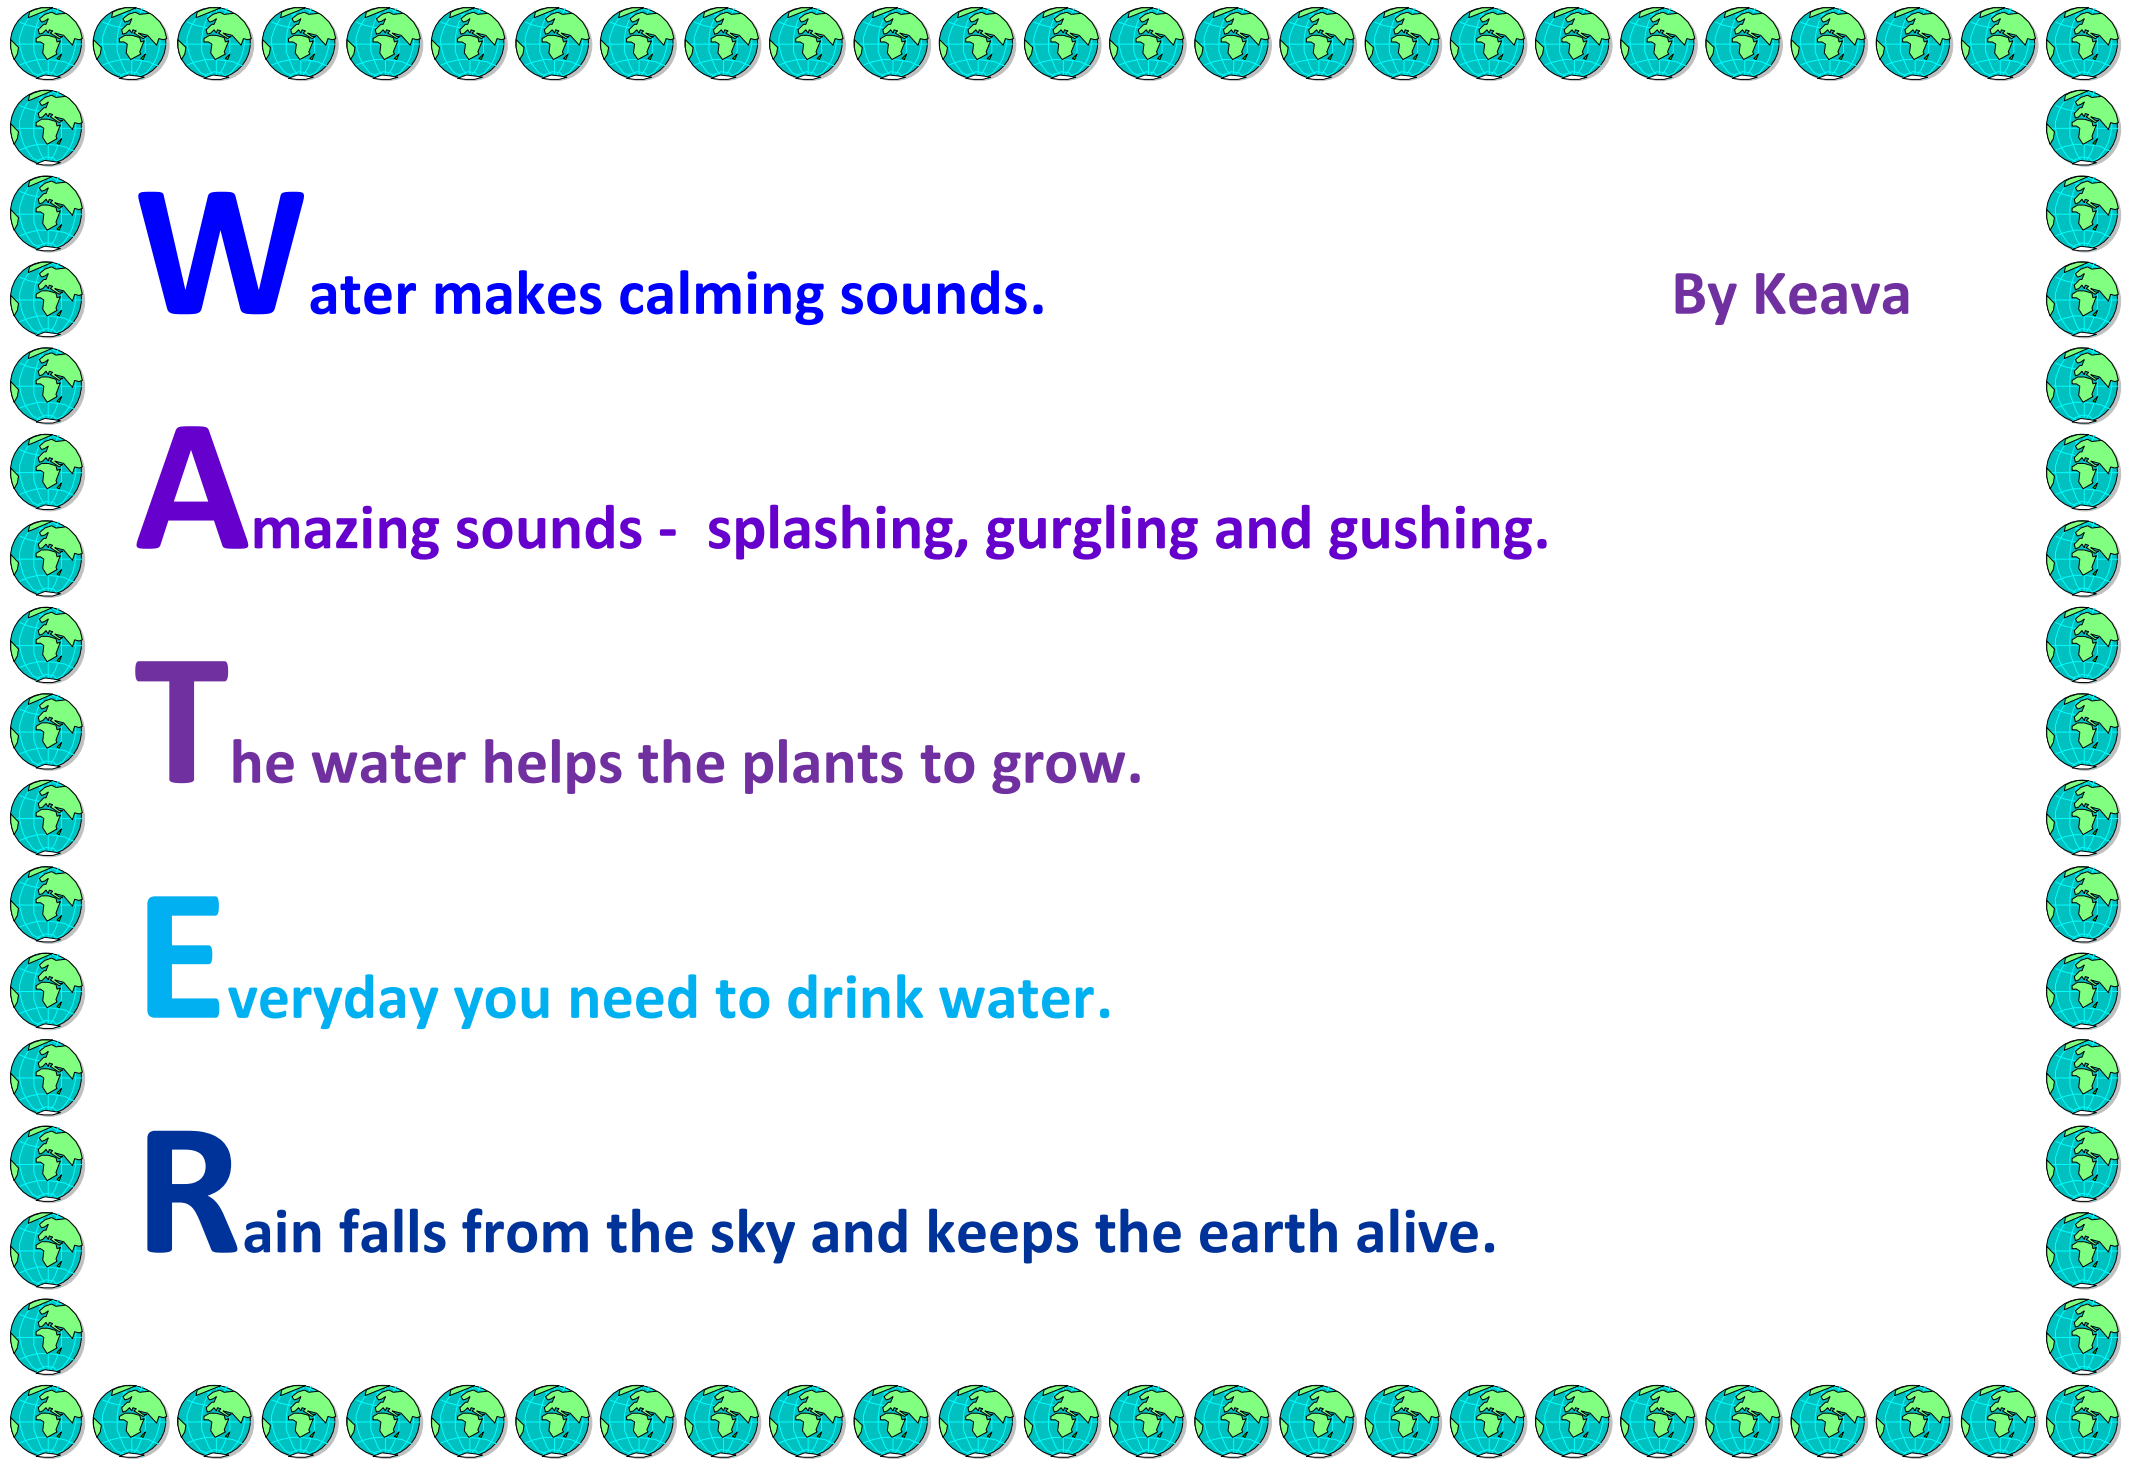 Water makes calming sounds. By Keava
Amazing sounds -  splashing, gurgling and gushing.
The water helps the plants to grow.
Everyday you need to drink water.
Rain falls from the sky and keeps the earth alive.